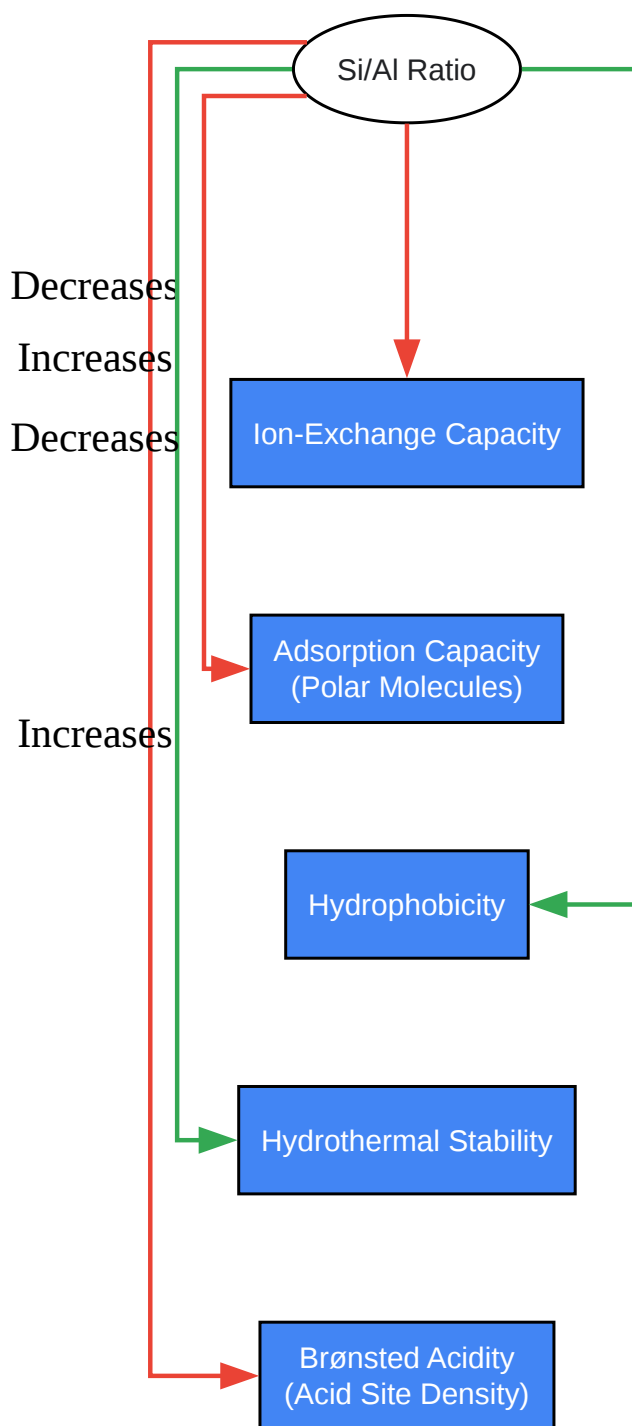 Si/Al Ratio
Decreases
Increases
Decreases
Ion-Exchange Capacity
Adsorption Capacity
(Polar Molecules)
Increases
Hydrophobicity
Hydrothermal Stability
Brønsted Acidity
(Acid Site Density)